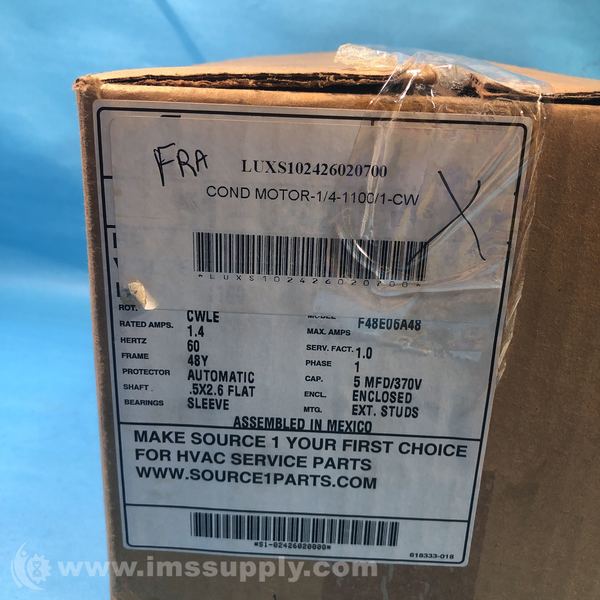 FRA
LUXS102426020700
COND MOTOR-1/4-1100/1-CW
X
*LUXS102426020700*
ROT. CWLE F48E06A48
RATED AMPS. 1.4 MAX. AMPS
HERTZ 60 SERV. FACT. 1.0
FRAME 48Y PHASE 1
PROTECTOR AUTOMATIC CAP. 5 MFD/370V
SHAFT .5X2.6 FLAT ENCL. ENCLOSED
BEARINGS SLEEVE MTG. EXT. STUDS
ASSEMBLED IN MEXICO
MAKE SOURCE 1 YOUR FIRST CHOICE
FOR HVAC SERVICE PARTS
WWW.SOURCE1PARTS.COM
*S1-02426020000*
618333-018
www.imssupply.com